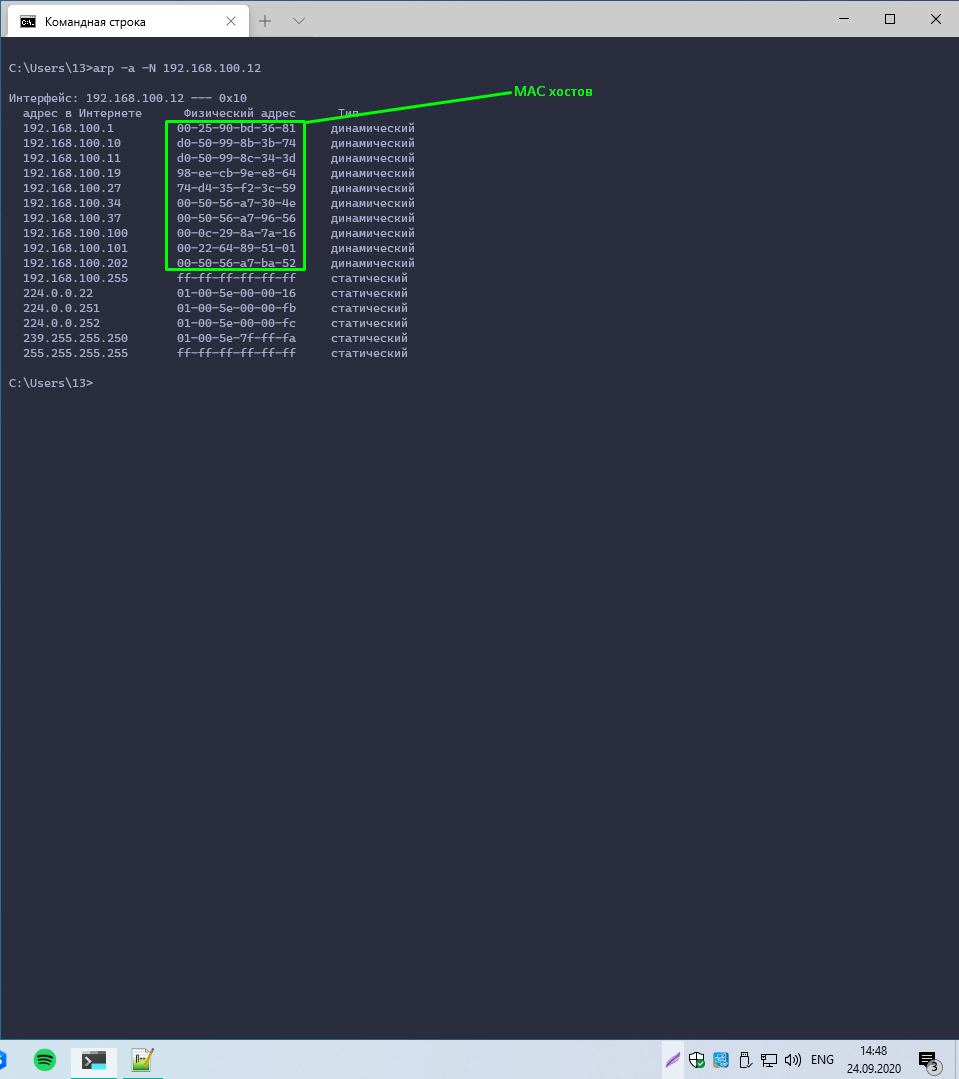 Командная строка
C:\Users\13>arp -a -N 192.168.100.12
MAC хостов
Интерфейс: 192.168.100.12 --- 0x10
адрес в Интернете Физический адрес Тип
192.168.100.1 00-25-90-bd-36-81 динамический
192.168.100.10 d0-50-99-8b-3b-74 динамический
192.168.100.11 d0-50-99-8c-34-3d динамический
192.168.100.19 98-ee-cb-9e-e8-64 динамический
192.168.100.27 74-d4-35-f2-3c-59 динамический
192.168.100.34 00-50-56-a7-30-4e динамический
192.168.100.37 00-50-56-a7-96-56 динамический
192.168.100.100 00-0c-29-8a-7a-16 динамический
192.168.100.101 00-22-64-89-51-01 динамический
192.168.100.202 00-50-56-a7-ba-52 динамический
192.168.100.255 ff-ff-ff-ff-ff-ff статический
224.0.0.22 01-00-5e-00-00-16 статический
224.0.0.251 01-00-5e-00-00-fb статический
224.0.0.252 01-00-5e-00-00-fc статический
239.255.255.250 01-00-5e-7f-ff-fa статический
255.255.255.255 ff-ff-ff-ff-ff-ff статический
C:\Users\13>
ENG
14:48
24.09.2020
3